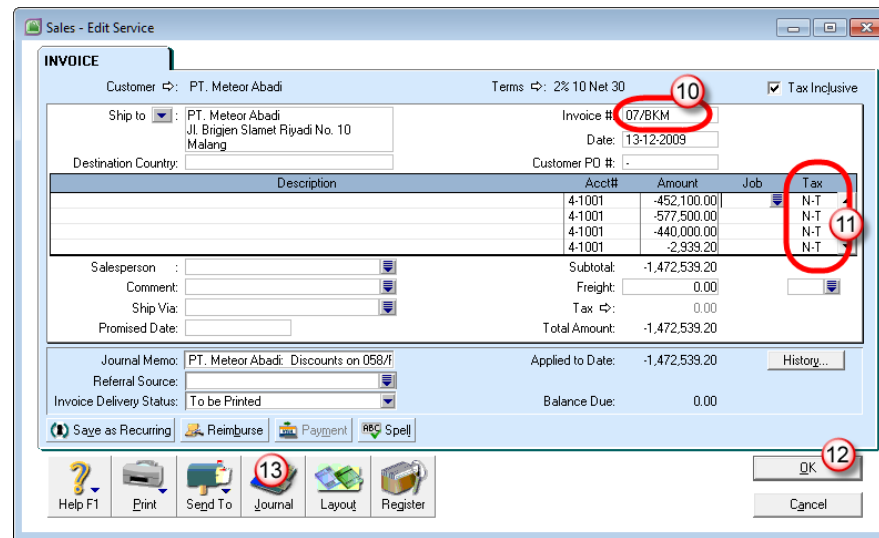 Sales - Edit Service
INVOICE
Customer ⇨: PT. Meteor Abadi Terms ⇨: 2% 10 Net 30 10 Tax Inclusive
Ship to : PT. Meteor Abadi Invoice #: 07/BKM
Jl. Brigjen Slamet Riyadi No. 10
Malang Date: 13-12-2009
Destination Country: Customer PO #: -
Description Acct# Amount Job Tax
4-1001 -452,100.00 N-T
4-1001 -577,500.00 N-T 11
4-1001 -440,000.00 N-T
4-1001 -2,939.20 N-T
Salesperson : Subtotal: -1,472,539.20
Comment: Freight: 0.00
Ship Via: Tax ⇨: 0.00
Promised Date: Total Amount: -1,472,539.20
Journal Memo: PT. Meteor Abadi: Discounts on 058/F Applied to Date: -1,472,539.20 History...
Referral Source:
Invoice Delivery Status: To be Printed Balance Due: 0.00
Save as Recurring Reimburse Payment ABC Spell
13 OK 12
Help F1 Print Send To Journal Layout Register Cancel